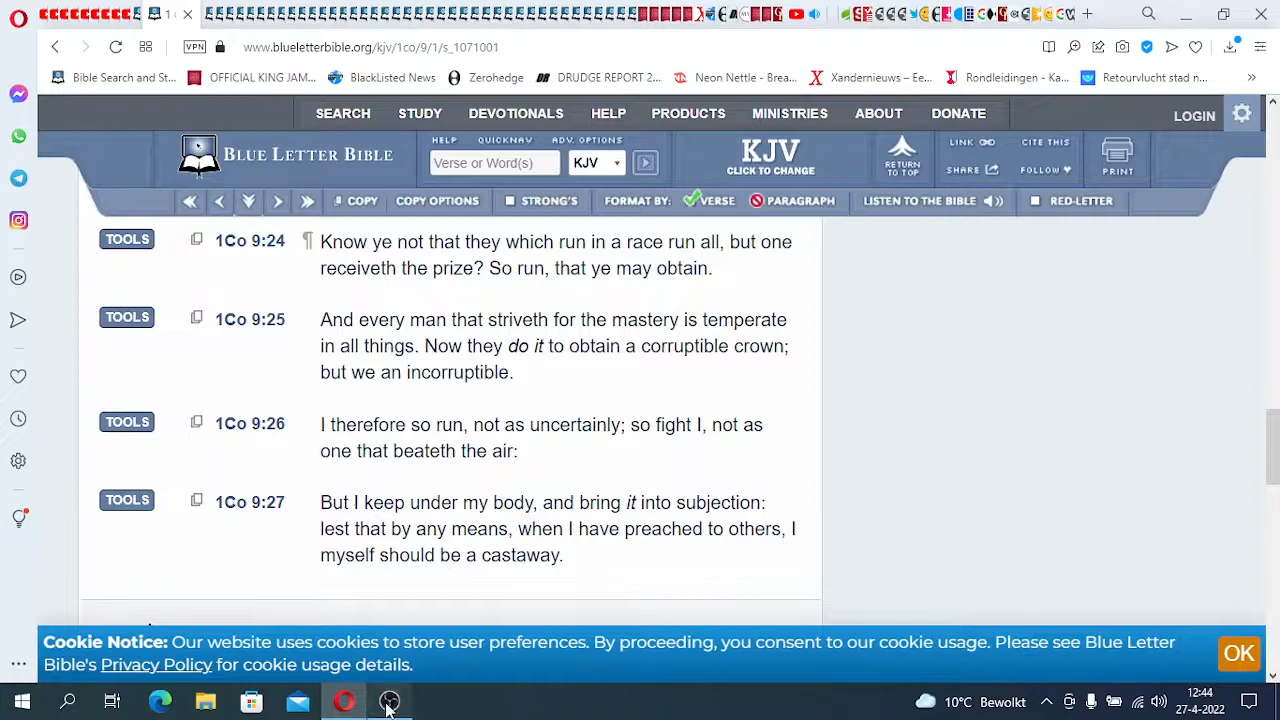 1 (
www.blueletterbible.org/kjv/1co/9/1/s_1071001
VPN
Bible Search and St...
OFFICIAL KING JAM...
BlackListed News
Zerohedge
DRUDGE REPORT 2...
Neon Nettle - Brea...
Xandernieuws – Ee...
Rondleidingen - Ka...
Retourvlucht stad n...
»
SEARCH STUDY DEVOTIONALS HELP PRODUCTS MINISTRIES ABOUT DONATE
LOGIN
BLUE LETTER BIBLE
HELP QUICKNAV ADV. OPTIONS
Verse or Word(s)
KJV
KJV
CLICK TO CHANGE
RETURN
TO TOP
LINK CITE THIS
SHARE FOLLOW
PRINT
COPY COPY OPTIONS STRONG'S FORMAT BY: VERSE PARAGRAPH LISTEN TO THE BIBLE RED-LETTER
TOOLS 1Co 9:24 ¶ Know ye not that they which run in a race run all, but one
receiveth the prize? So run, that ye may obtain.
TOOLS 1Co 9:25 And every man that striveth for the mastery is temperate
in all things. Now they do it to obtain a corruptible crown;
but we an incorruptible.
TOOLS 1Co 9:26 I therefore so run, not as uncertainly; so fight I, not as
one that beateth the air:
TOOLS 1Co 9:27 But I keep under my body, and bring it into subjection:
lest that by any means, when I have preached to others, I
myself should be a castaway.
Cookie Notice: Our website uses cookies to store user preferences. By proceeding, you consent to our cookie usage. Please see Blue Letter
Bible's Privacy Policy for cookie usage details.
OK
10°C Bewolkt
12:44
27-4-2022